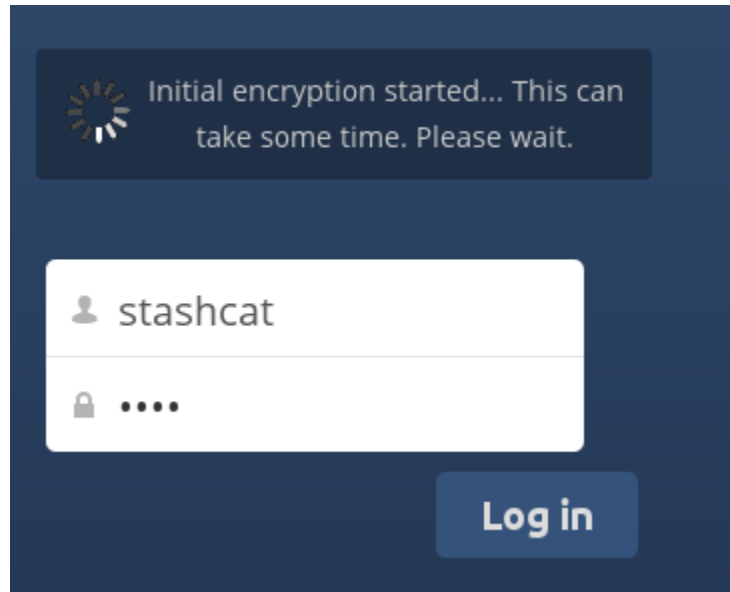 Initial encryption started... This can
take some time. Please wait.
stashcat
••••
Log in